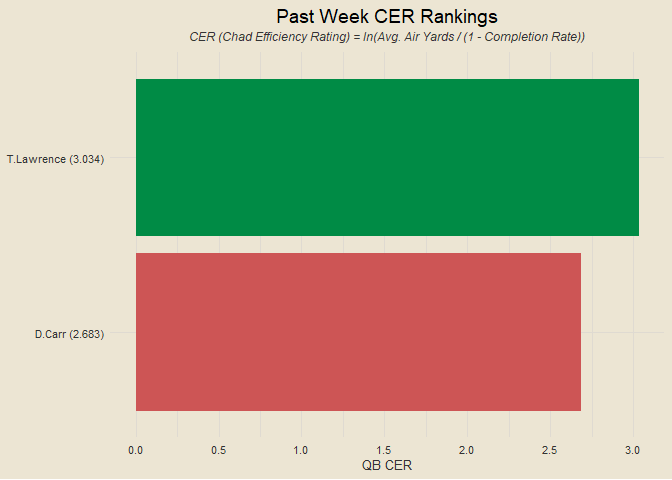 Past Week CER Rankings
CER (Chad Efficiency Rating) = ln(Avg. Air Yards / (1 - Completion Rate))
T.Lawrence (3.034)
D.Carr (2.683)
0.0 0.5 1.0 1.5 2.0 2.5 3.0
QB CER